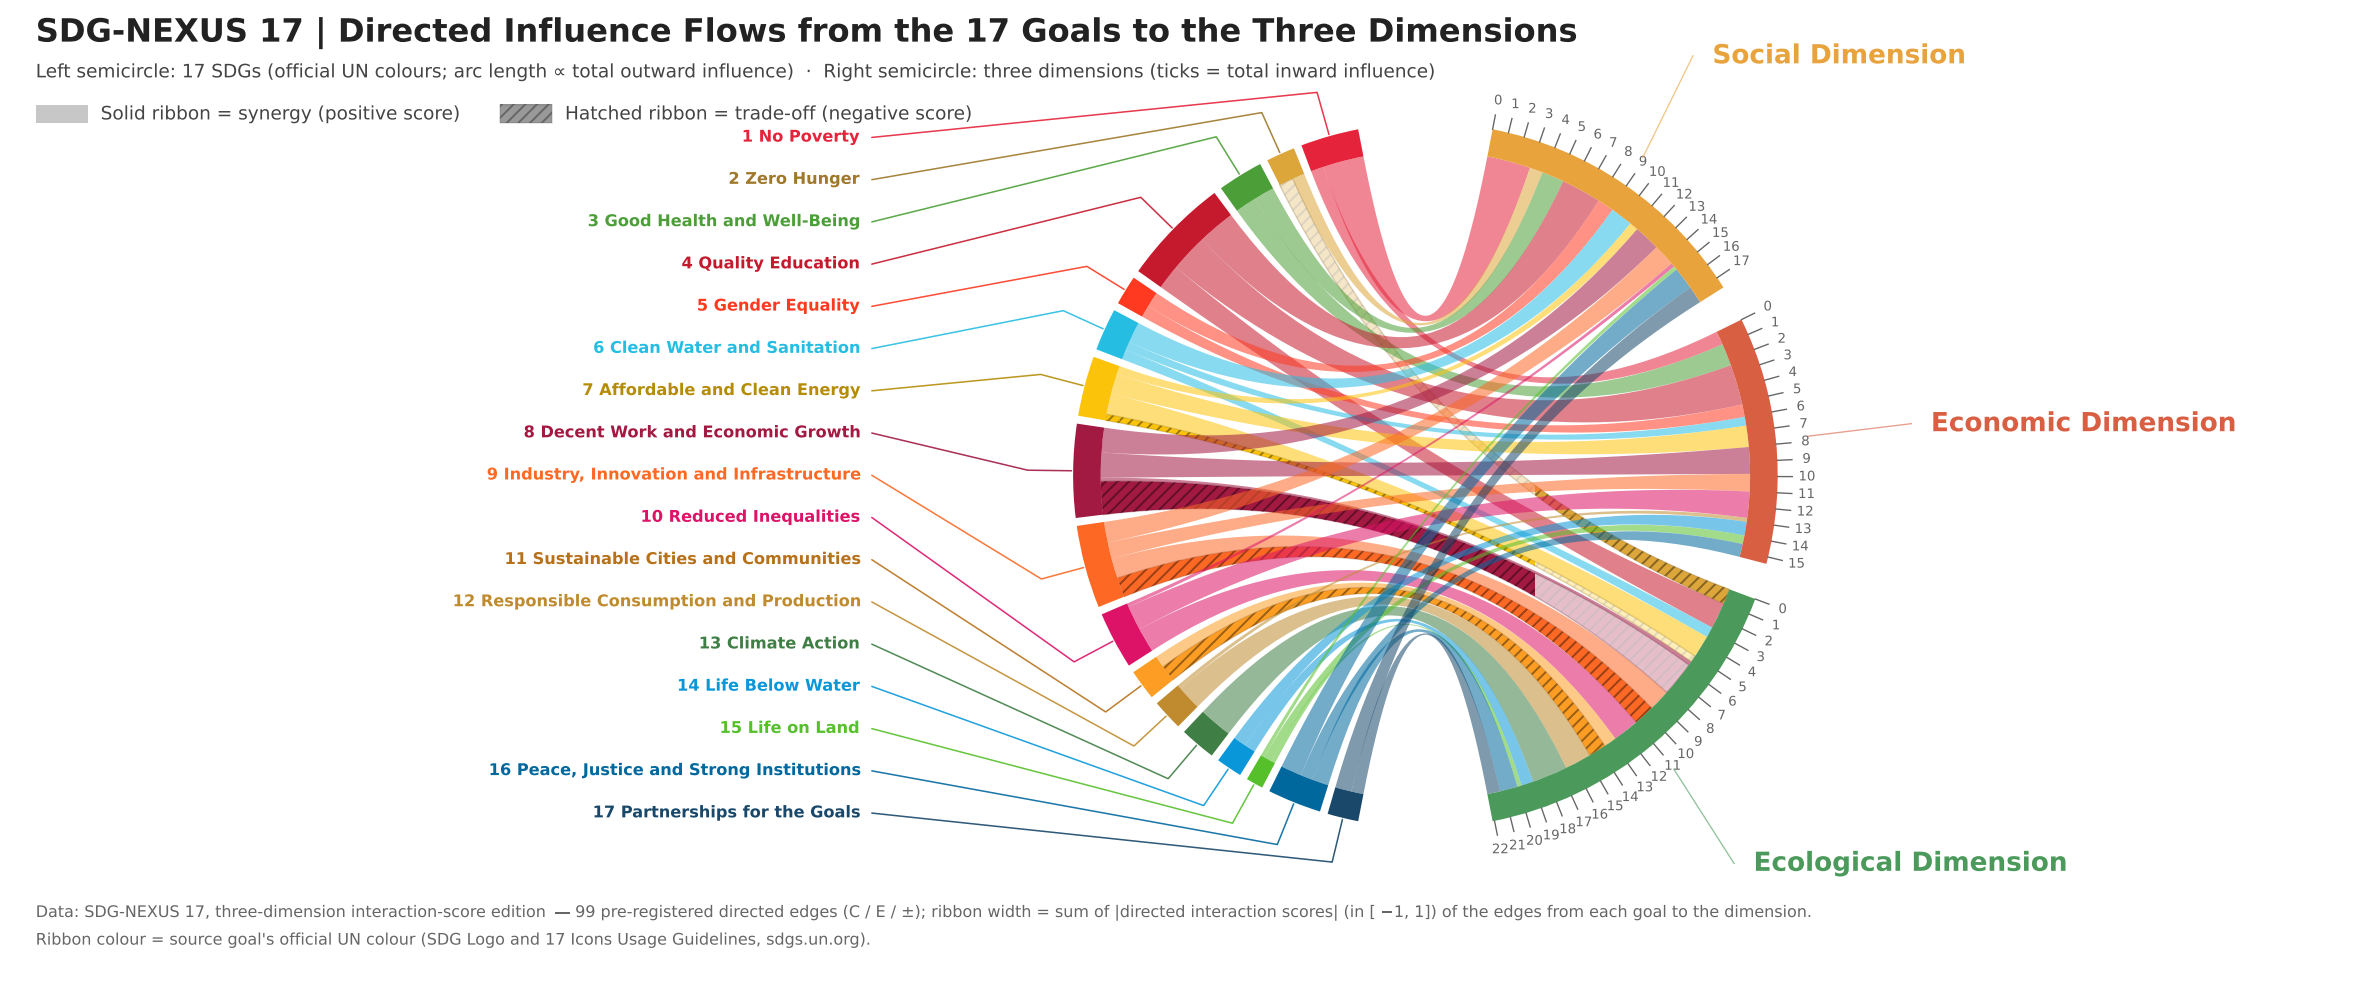 SDG-NEXUS 17 | Directed Influence Flows from the 17 Goals to the Three Dimensions
Left semicircle: 17 SDGs (official UN colours; arc length ∝ total outward influence)  ·  Right semicircle: three dimensions (ticks = total inward influence)
Solid ribbon = synergy (positive score)
Hatched ribbon = trade-off (negative score)
1 No Poverty
2 Zero Hunger
3 Good Health and Well-Being
4 Quality Education
5 Gender Equality
6 Clean Water and Sanitation
7 Affordable and Clean Energy
8 Decent Work and Economic Growth
9 Industry, Innovation and Infrastructure
10 Reduced Inequalities
11 Sustainable Cities and Communities
12 Responsible Consumption and Production
13 Climate Action
14 Life Below Water
15 Life on Land
16 Peace, Justice and Strong Institutions
17 Partnerships for the Goals
Social Dimension
0
1
2
3
4
5
6
7
8
9
10
11
12
13
14
15
16
17
Economic Dimension
0
1
2
3
4
5
6
7
8
9
10
11
12
13
14
15
Ecological Dimension
0
1
2
3
4
5
6
7
8
9
10
11
12
13
14
15
16
17
18
19
20
21
22
Data: SDG-NEXUS 17, three-dimension interaction-score edition — 99 pre-registered directed edges (C / E / ±); ribbon width = sum of |directed interaction scores| (in [ −1, 1]) of the edges from each goal to the dimension.
Ribbon colour = source goal's official UN colour (SDG Logo and 17 Icons Usage Guidelines, sdgs.un.org).